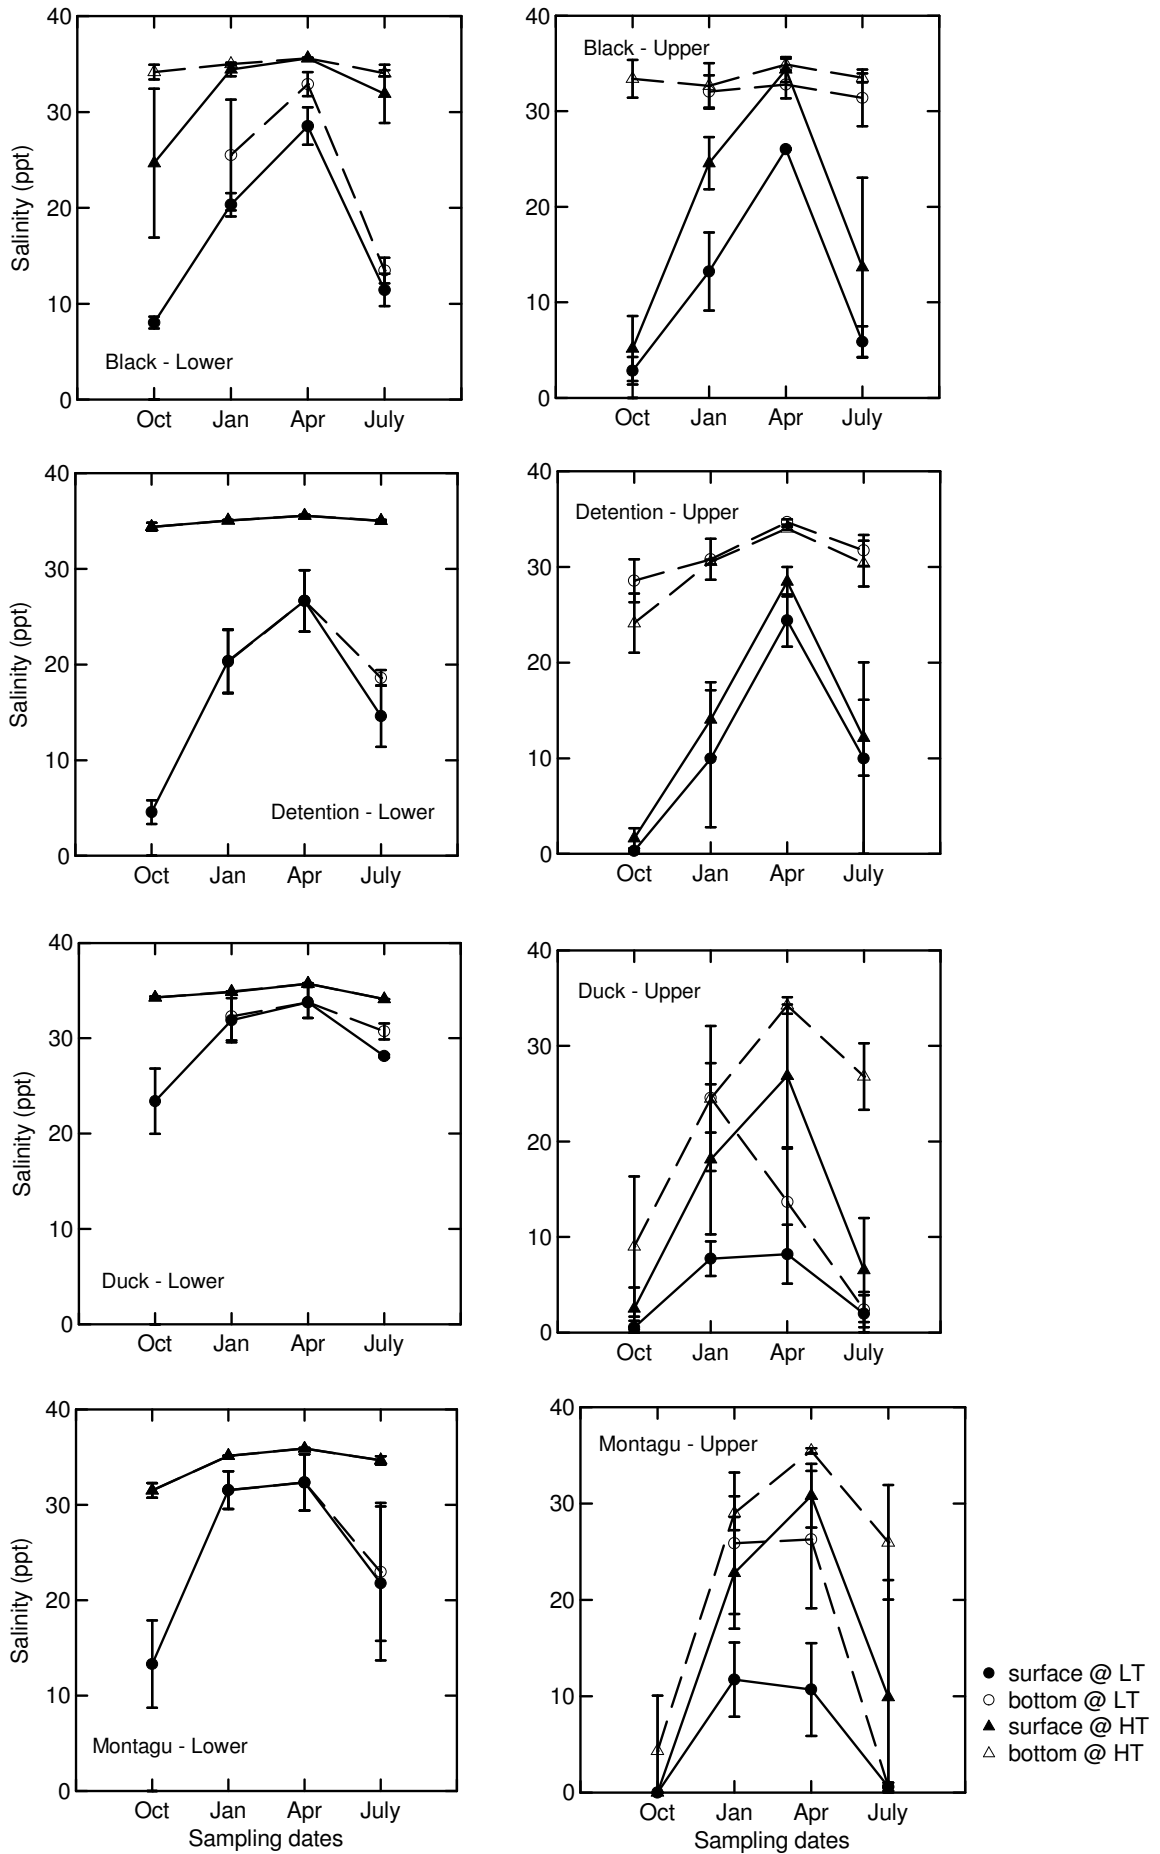 40
30
20
10
0
Salinity (ppt)
Black - Lower
Oct Jan Apr July
40
30
20
10
0
Black - Upper
Oct Jan Apr July
40
30
20
10
0
Salinity (ppt)
Detention - Lower
Oct Jan Apr July
40
30
20
10
0
Detention - Upper
Oct Jan Apr July
40
30
20
10
0
Salinity (ppt)
Duck - Lower
Oct Jan Apr July
40
30
20
10
0
Duck - Upper
Oct Jan Apr July
40
30
20
10
0
Salinity (ppt)
Montagu - Lower
Oct Jan Apr July
Sampling dates
40
30
20
10
0
Montagu - Upper
Oct Jan Apr July
Sampling dates
surface @ LT
bottom @ LT
surface @ HT
bottom @ HT